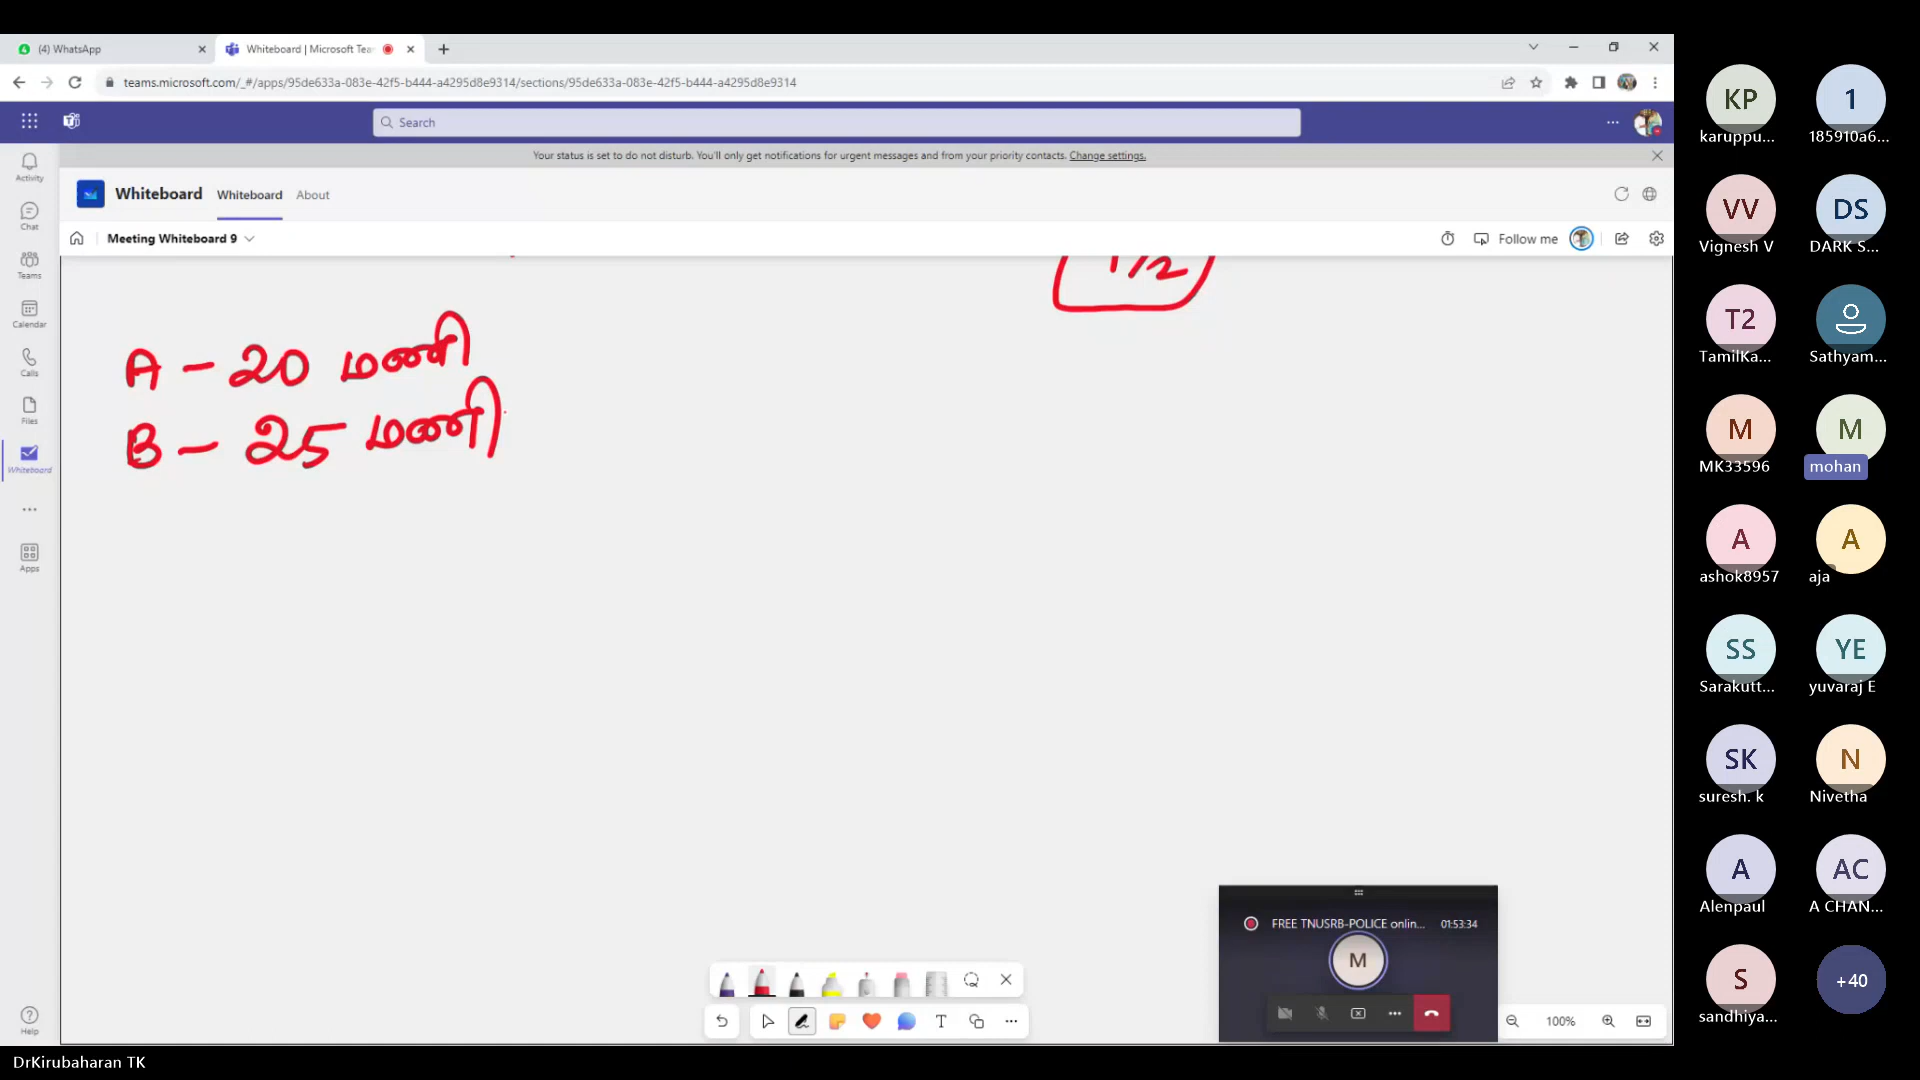 (4) WhatsApp
Whiteboard | Microsoft Tea
teams.microsoft.com/_#/apps/95de633a-083e-42f5-b444-a4295d8e9314/sections/95de633a-083e-42f5-b444-a4295d8e9314
Search
Your status is set to do not disturb. You'll only get notifications for urgent messages and from your priority contacts. Change settings.
Activity
Chat
Teams
Calendar
Calls
Files
Whiteboard
Apps
Help
Whiteboard Whiteboard About
Meeting Whiteboard 9
Follow me
1/2
A - 20 மணி
B - 25 மணி
FREE TNUSRB-POLICE onlin... 01:53:34
M
T
100%
KP 1
karuppu... 185910a6...
VV DS
Vignesh V DARK S...
T2
TamilKa... Sathyam...
M M
MK33596 mohan
A A
ashok8957 aja
SS YE
Sarakutt... yuvaraj E
SK N
suresh. k Nivetha
A AC
Alenpaul A CHAN...
S +40
sandhiya...
DrKirubaharan TK